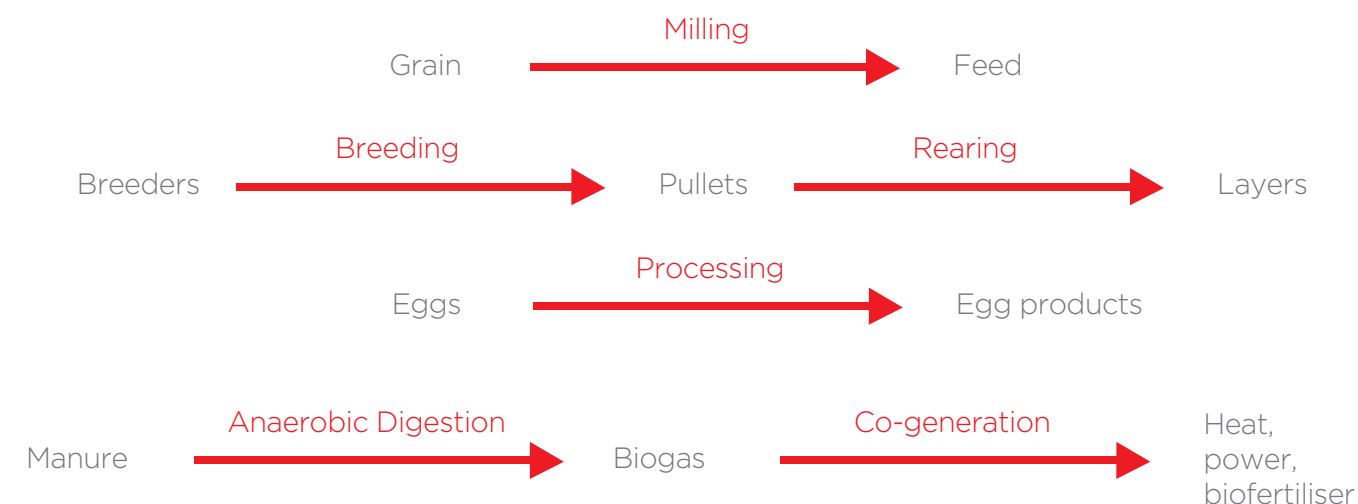 Milling
Grain
Feed
Breeding
Rearing
Breeders
Pullets
Layers
Processing
Eggs
Egg products
Anaerobic Digestion
Co-generation
Manure
Biogas
Heat,
power,
biofertiliser